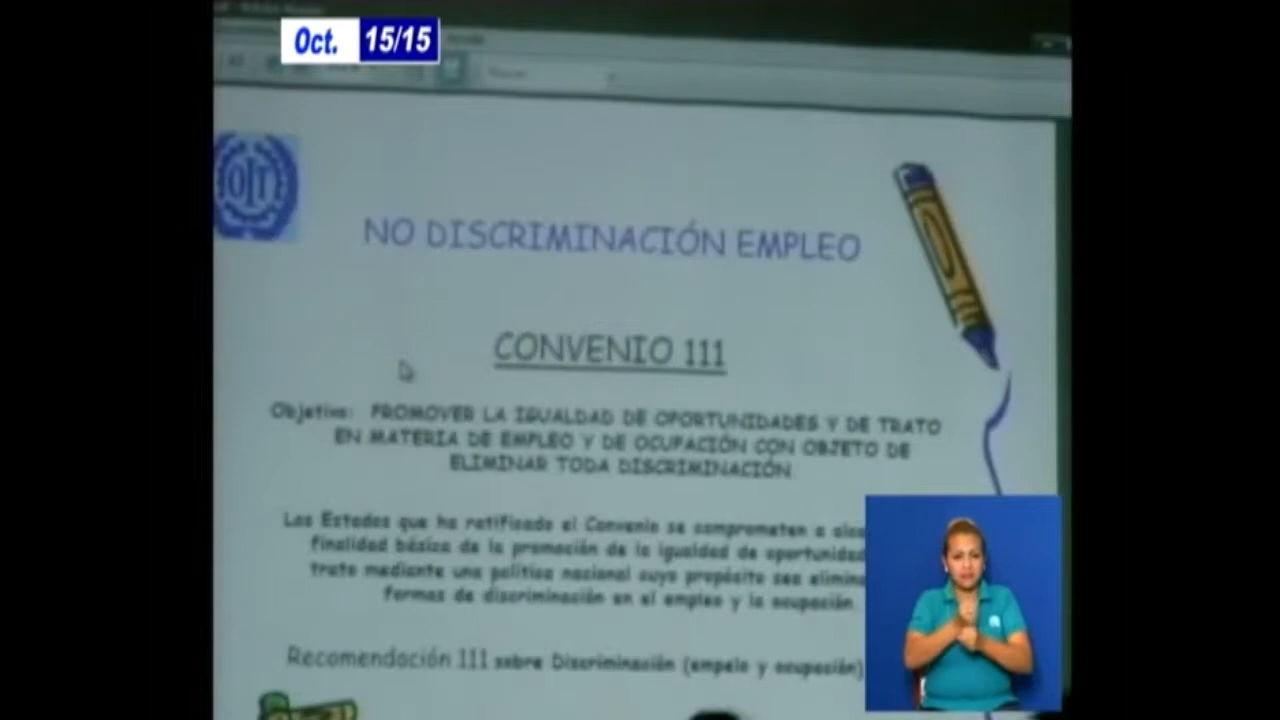 Oct. 15/15
OIT
NO DISCRIMINACIÓN EMPLEO
CONVENIO 111
Objetivo: PROMOVER LA IGUALDAD DE OPORTUNIDADES Y DE TRATO
EN MATERIA DE EMPLEO Y DE OCUPACIÓN CON OBJETO DE
ELIMINAR TODA DISCRIMINACIÓN.
Los Estados que ha ratificado el Convenio se comprometen a
finalidad básica de la promoción de la igualdad de
trato mediante una política nacional cuyo propósito sea
formas de discriminación en el empleo y la ocupación.
Recomendación 111 sobre Discriminación (empelo y ocupación)